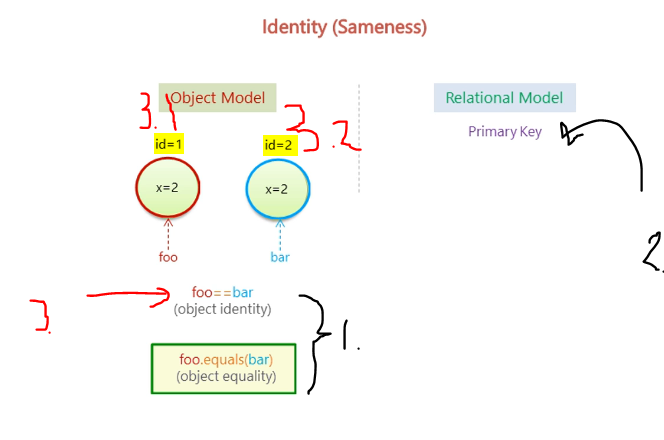 Identity (Sameness)
Object Model
Relational Model
3.1
3.2
Primary Key
id=1
id=2
x=2
x=2
foo
bar
2.
3.
foo==bar
(object identity)
1.
foo.equals(bar)
(object equality)